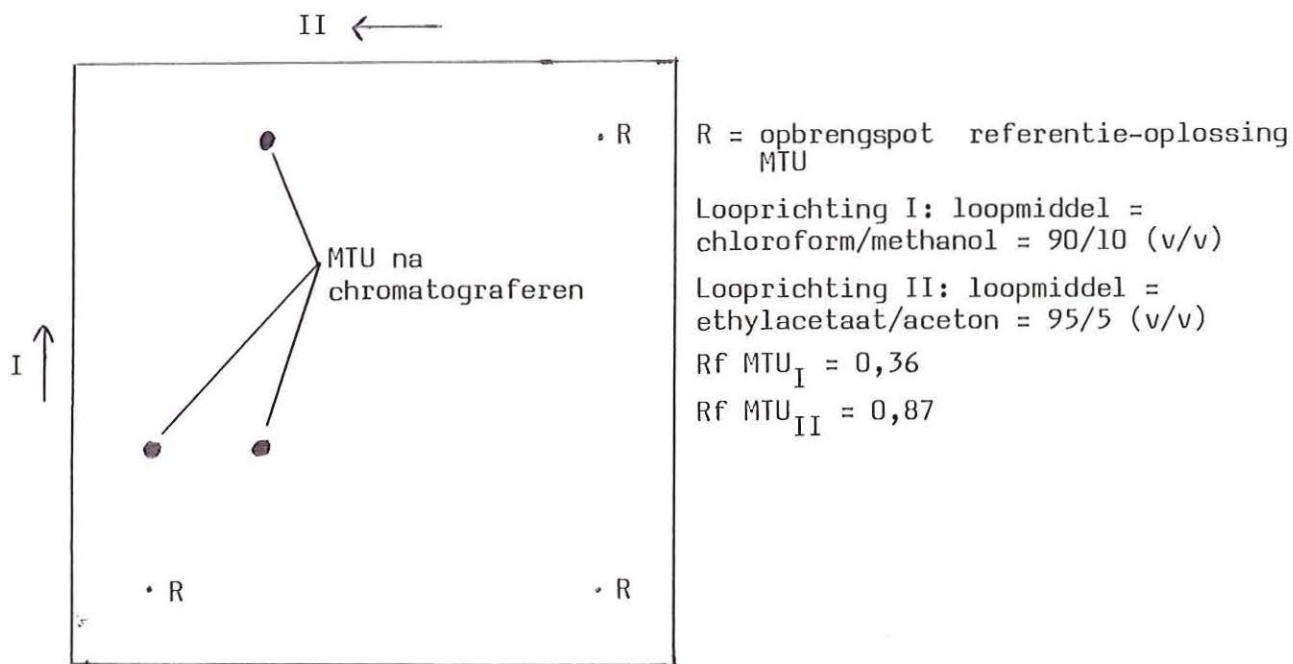 II
R
R = opbrengspot referentie-oplossing
MTU
Looprichting I: loopmiddel =
chloroform/methanol = 90/10 (v/v)
MTU na
chromatograferen
Looprichting II: loopmiddel =
ethylacetaat/aceton = 95/5 (v/v)
I
Rf MTU_I = 0,36
Rf MTU_II = 0,87
R
R